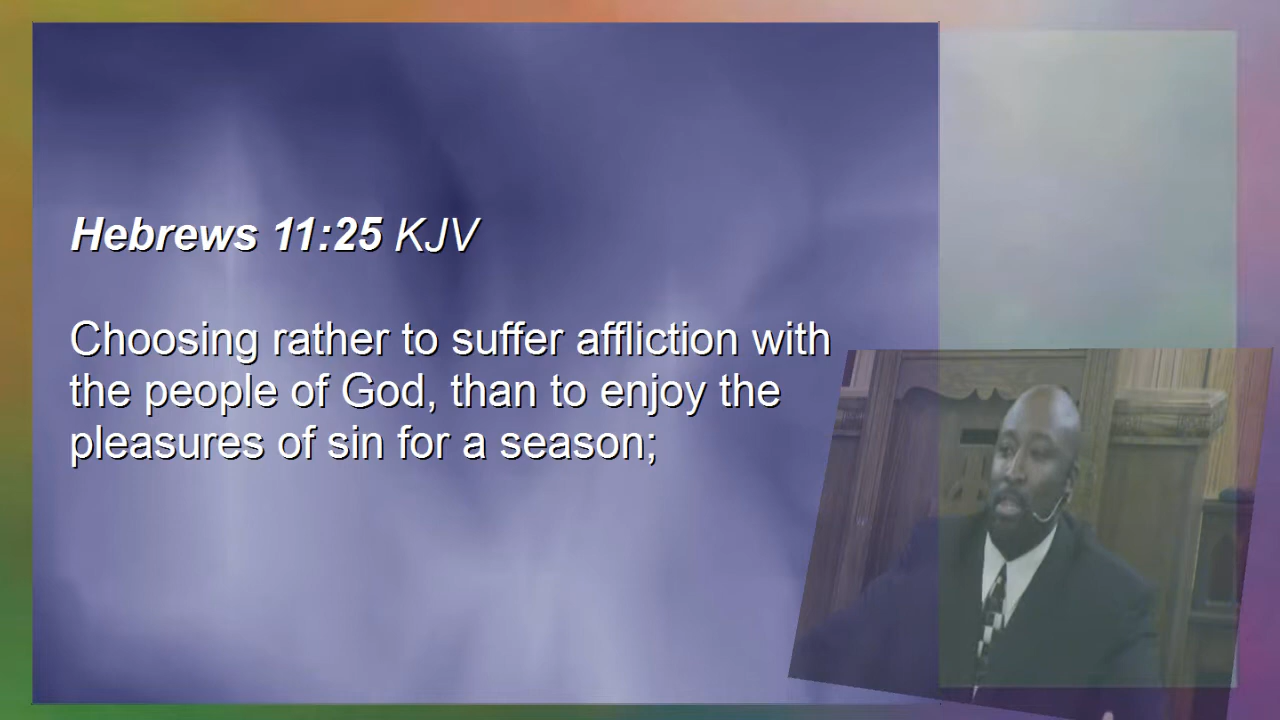 Hebrews 11:25 KJV
Choosing rather to suffer affliction with
the people of God, than to enjoy the
pleasures of sin for a season;